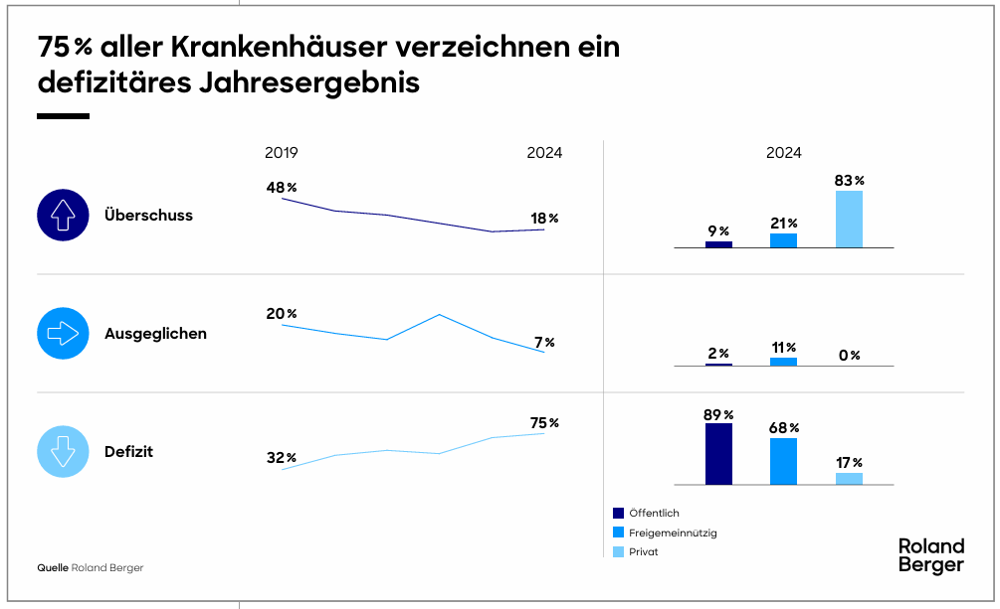 75 % aller Krankenhäuser verzeichnen ein
defizitäres Jahresergebnis
2019
2024
2024
Überschuss
48 %
18 %
9 %
21 %
83 %
Ausgeglichen
20 %
7 %
2 %
11 %
0 %
Defizit
32 %
75 %
89 %
68 %
17 %
Öffentlich
Freigemeinnützig
Privat
Quelle Roland Berger
Roland
Berger